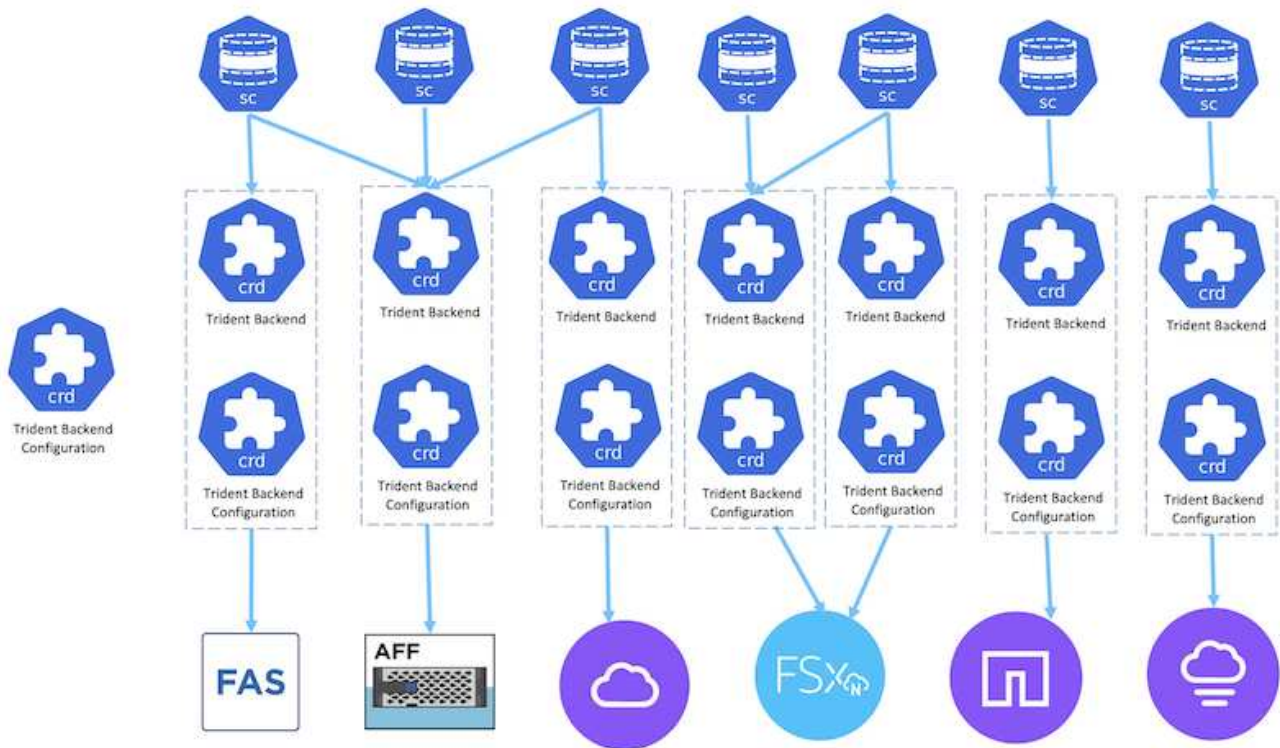 sc
sc
sc
sc
sc
sc
sc
crd
Trident Backend
crd
Trident Backend
crd
Trident Backend
crd
Trident Backend
crd
Trident Backend
crd
Trident Backend
crd
Trident Backend
crd
Trident Backend
Configuration
crd
Trident Backend
Configuration
crd
Trident Backend
Configuration
crd
Trident Backend
Configuration
crd
Trident Backend
Configuration
crd
Trident Backend
Configuration
crd
Trident Backend
Configuration
crd
Trident Backend
Configuration
FAS
AFF
FSx
N